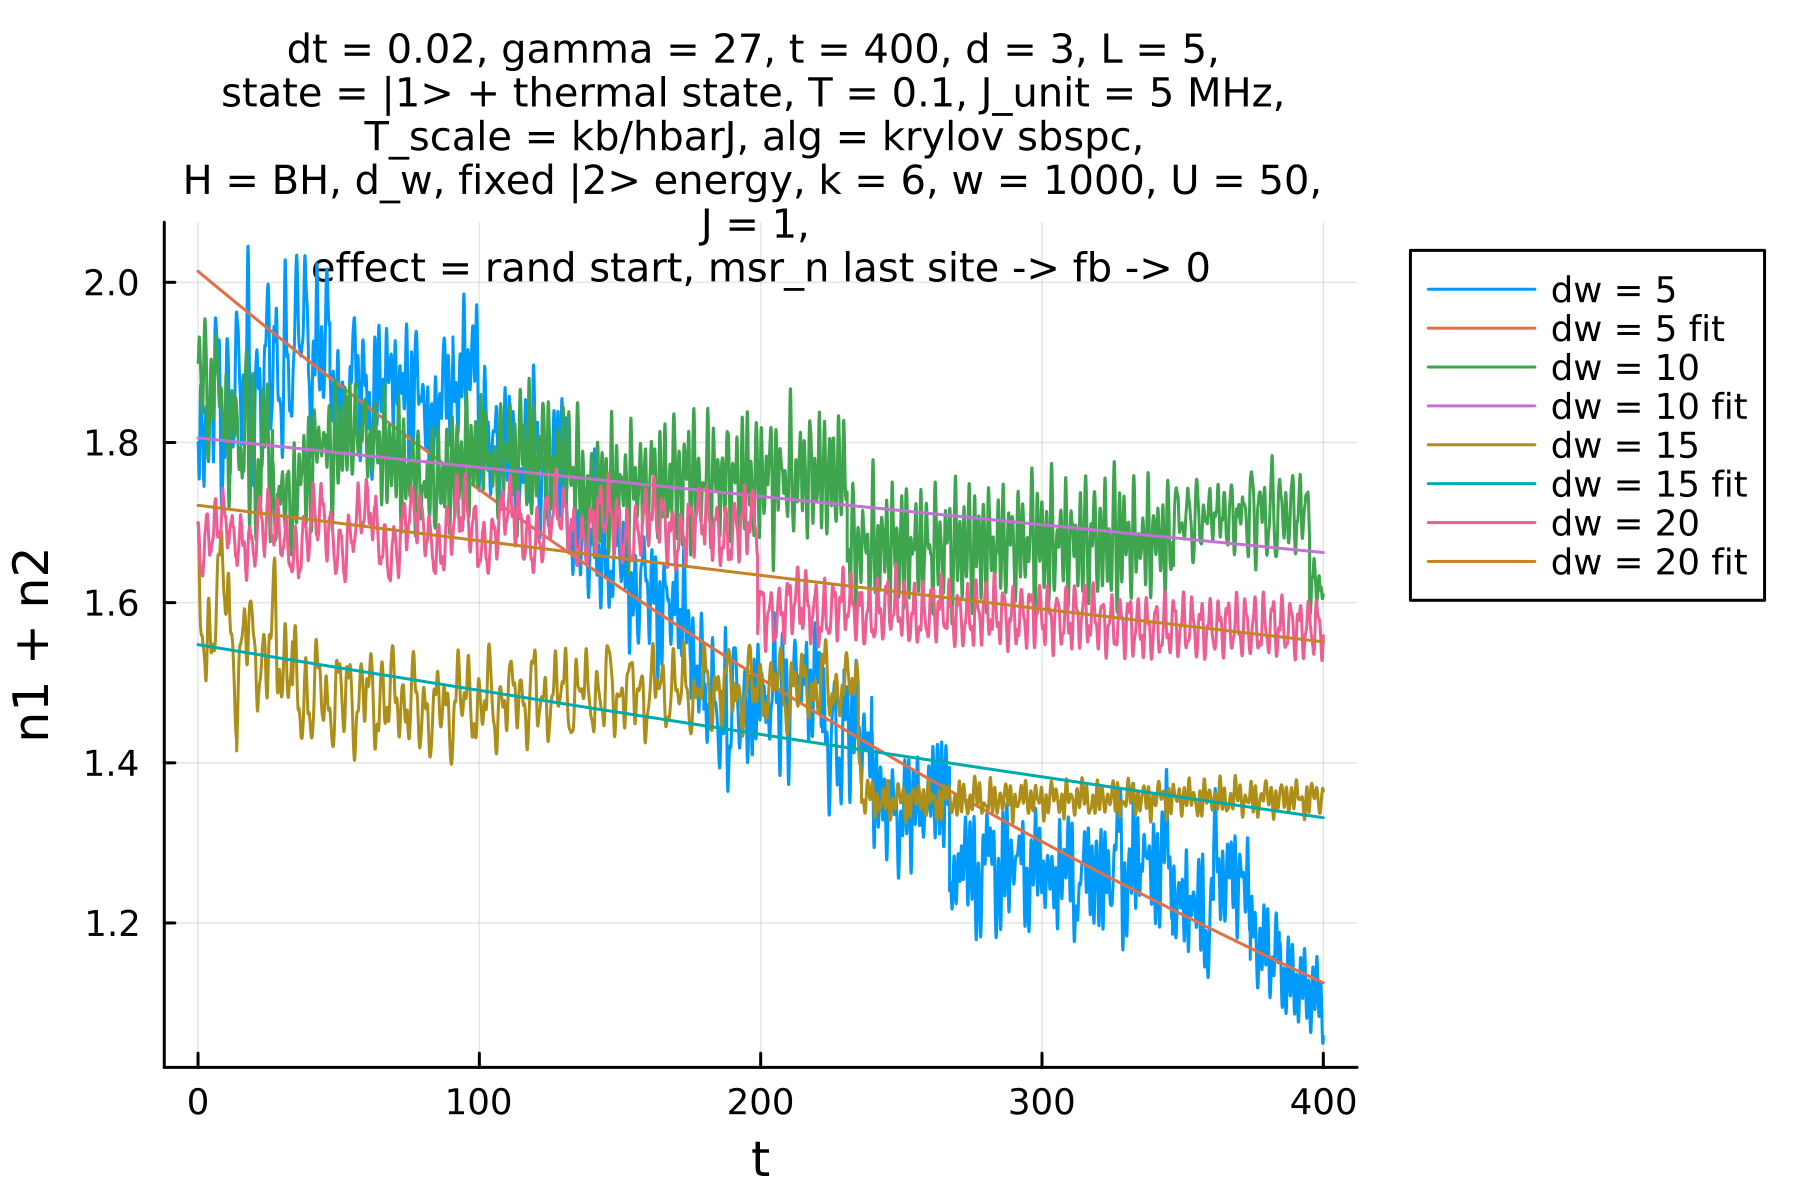 dt = 0.02, gamma = 27, t = 400, d = 3, L = 5,
state = |1> + thermal state, T = 0.1, J_unit = 5 MHz,
T_scale = kb/hbarJ, alg = krylov sbspc,
H = BH, d_w, fixed |2> energy, k = 6, w = 1000, U = 50,
J = 1,
effect = rand start, msr_n last site -> fb -> 0
n1 + n2
2.0
1.8
1.6
1.4
1.2
0
100
200
300
400
t
dw = 5
dw = 5 fit
dw = 10
dw = 10 fit
dw = 15
dw = 15 fit
dw = 20
dw = 20 fit